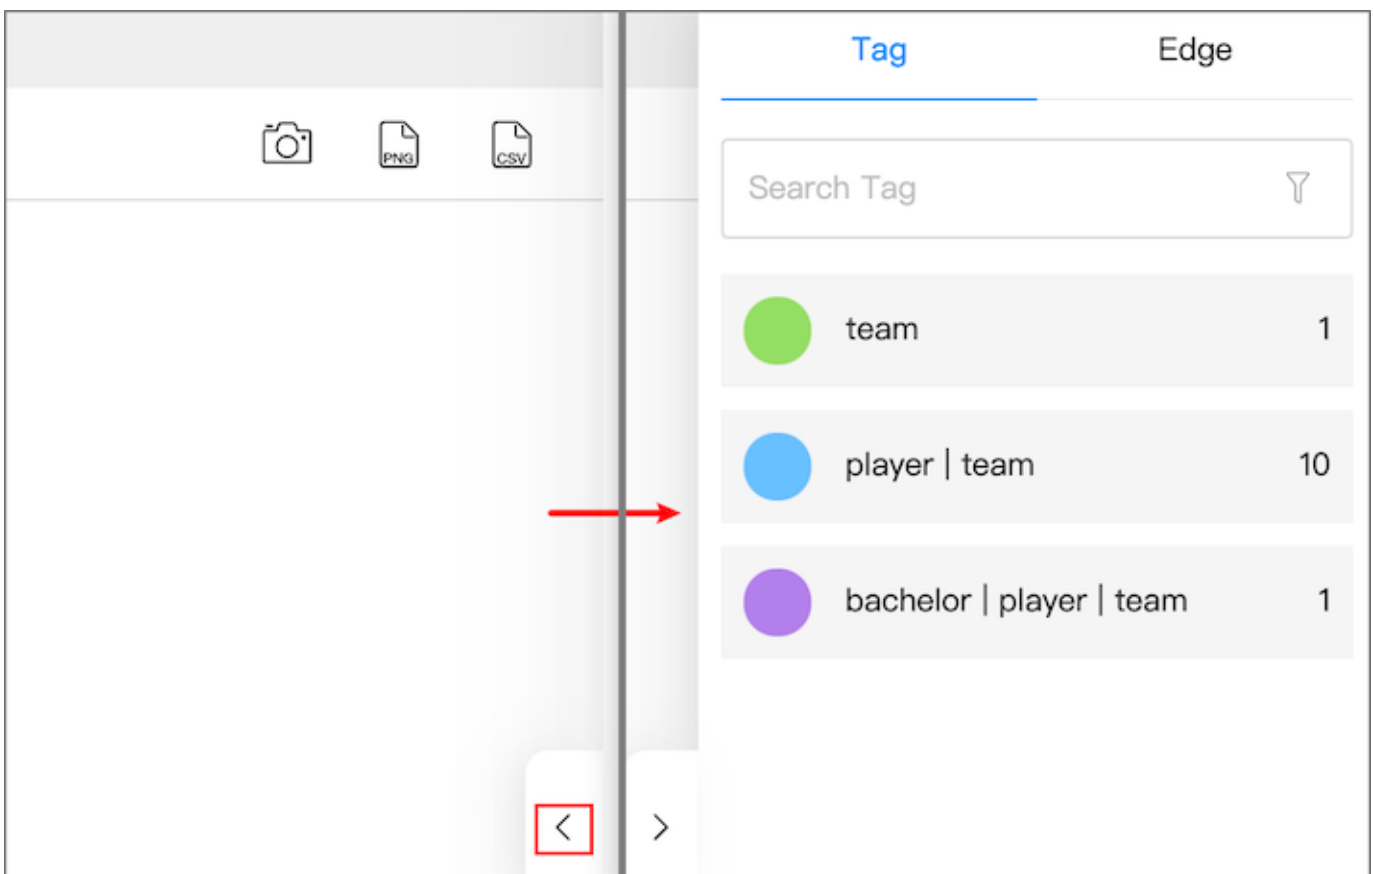 Tag Edge
PNG CSV
Search Tag
team 1
player | team 10
bachelor | player | team 1